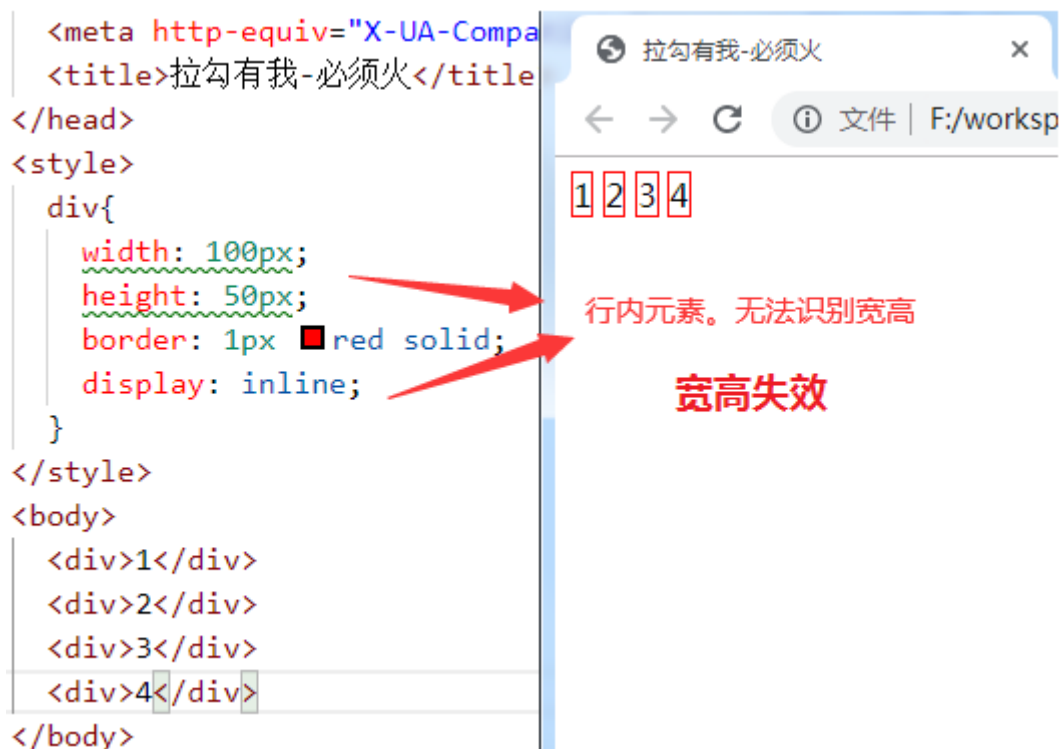 <meta http-equiv="X-UA-Compa
<title>拉勾有我-必须火</title
</head>
<style>
div{
width: 100px;
height: 50px;
border: 1px red solid;
display: inline;
}
</style>
<body>
<div>1</div>
<div>2</div>
<div>3</div>
<div>4</div>
</body>
拉勾有我-必须火
文件 | F:/worksp
1 2 3 4
行内元素。无法识别宽高
宽高失效